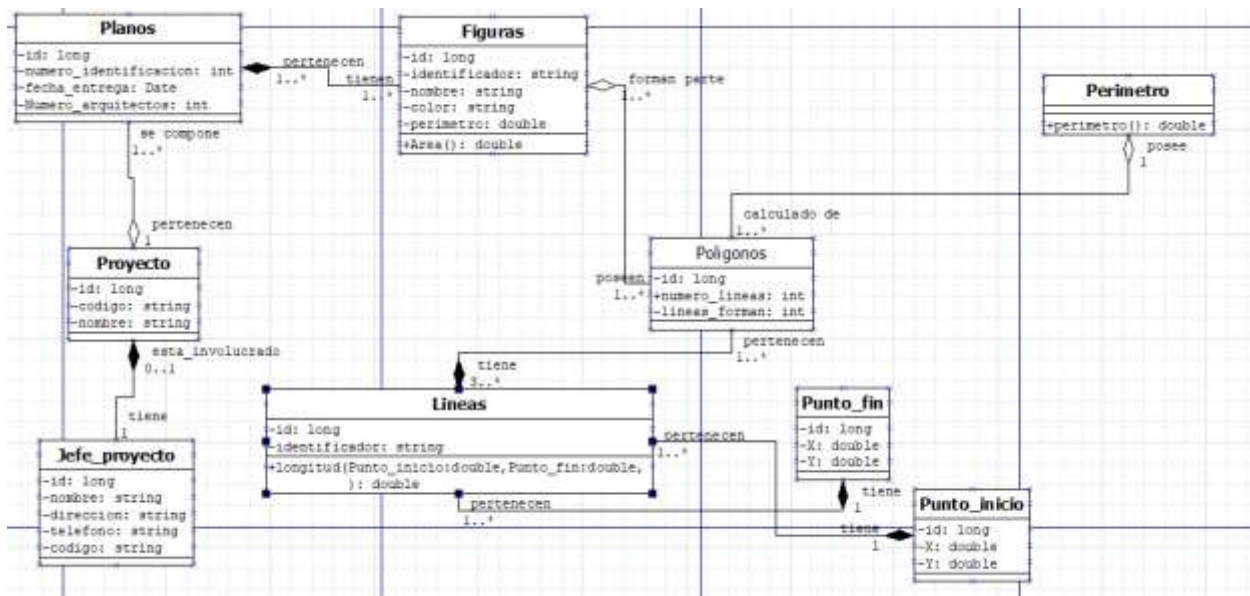 Planos
-id: long
-numero_identificacion: int
-fecha_entrega: Date
-Numero_arquitectos: int
pertenecen
1..*
tienen
1..*
Figuras
-id: long
-identificador: string
-nombre: string
-color: string
-perimetro: double
+Area(): double
forman parte
1..*
Perimetro
+perimetro(): double
posee
1
se compone
1..*
pertenecen
1
calculado de
1..*
Proyecto
-id: long
-codigo: string
-nombre: string
Poligonos
-id: long
+numero_lineas: int
-lineas_forman: int
poseen
1..*
esta_involucrado
0..1
tiene
1
pertenecen
1..*
tiene
3..*
Lineas
-id: long
-identificador: string
+longitud(Punto_inicio:double,Punto_fin:double,
): double
Punto_fin
-id: long
-X: double
-Y: double
pertenecen
1..*
Jefe_proyecto
-id: long
-nombre: string
-direccion: string
-telefono: string
-codigo: string
pertenecen
1..*
tiene
1
tiene
1
Punto_inicio
-id: long
-X: double
-Y: double